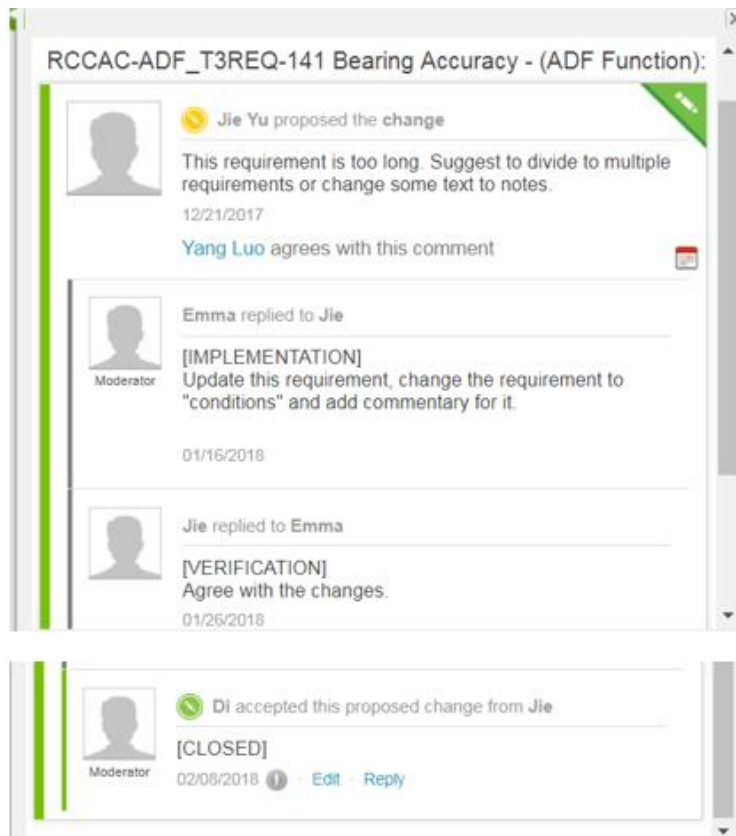 RCCAC-ADF_T3REQ-141 Bearing Accuracy - (ADF Function):
Jie Yu proposed the change
This requirement is too long. Suggest to divide to multiple
requirements or change some text to notes.
12/21/2017
Yang Luo agrees with this comment
Emma replied to Jie
Moderator
[IMPLEMENTATION]
Update this requirement, change the requirement to
"conditions" and add commentary for it.
01/16/2018
Jie replied to Emma
[VERIFICATION]
Agree with the changes.
01/26/2018
Di accepted this proposed change from Jie
Moderator
[CLOSED]
02/08/2018 · Edit · Reply